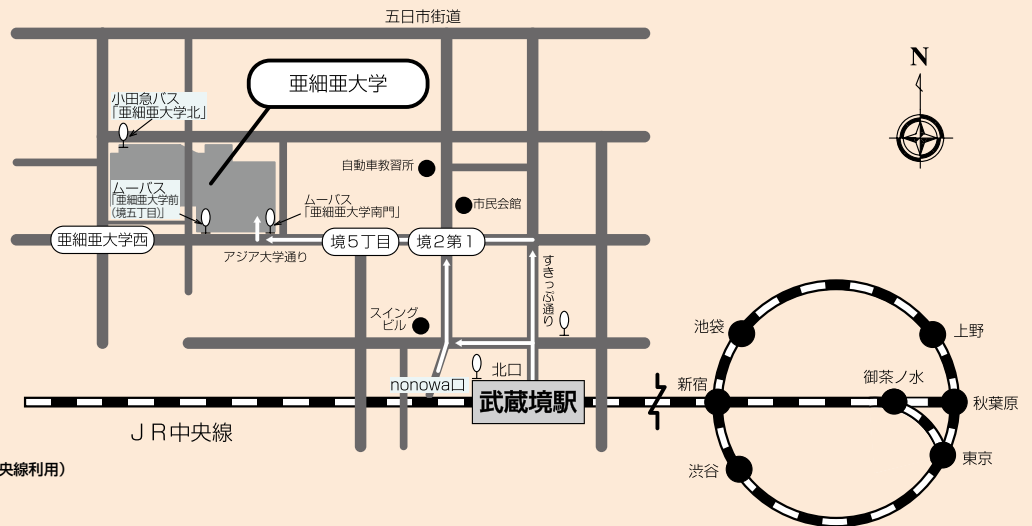 五日市街道
亜細亜大学
N
小田急バス
「亜細亜大学北」
自動車教習所
ムーバス
「亜細亜大学前
(境五丁目)」
ムーバス
「亜細亜大学南門」
市民会館
亜細亜大学西
境5丁目
境2第1
アジア大学通り
すきっぷ通り
スイング
ビル
北口
nonowa口
武蔵境駅
JR中央線
池袋
上野
新宿
御茶ノ水
秋葉原
渋谷
東京
央線利用)